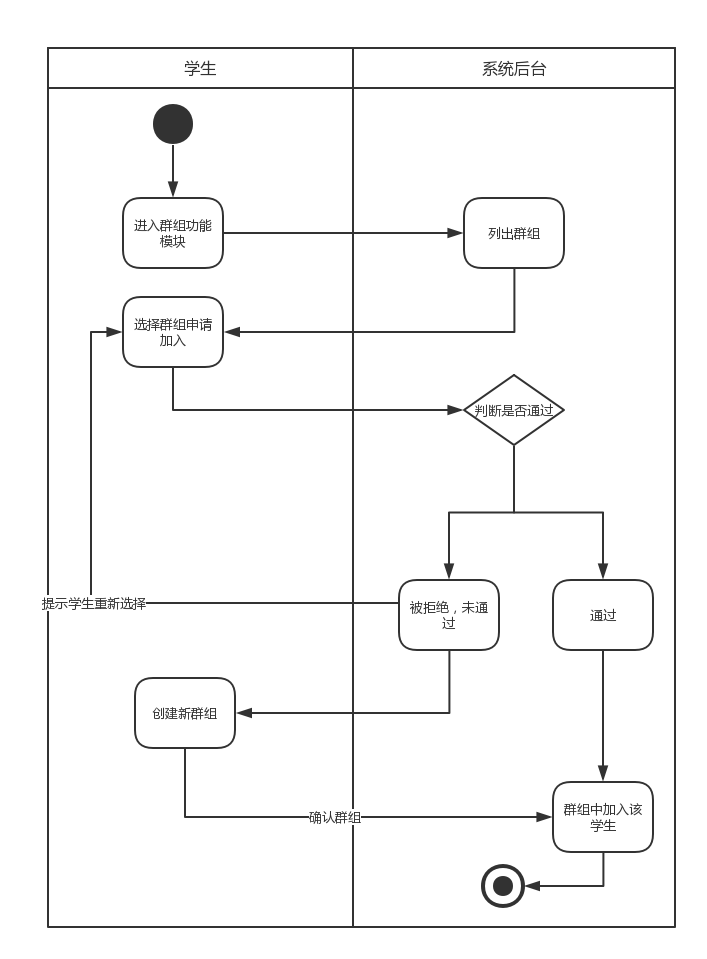 学生
系统后台
进入群组功能
模块
列出群组
选择群组申请
加入
判断是否通过
提示学生重新选择
被拒绝，未通
过
通过
创建新群组
确认群组
群组中加入该
学生